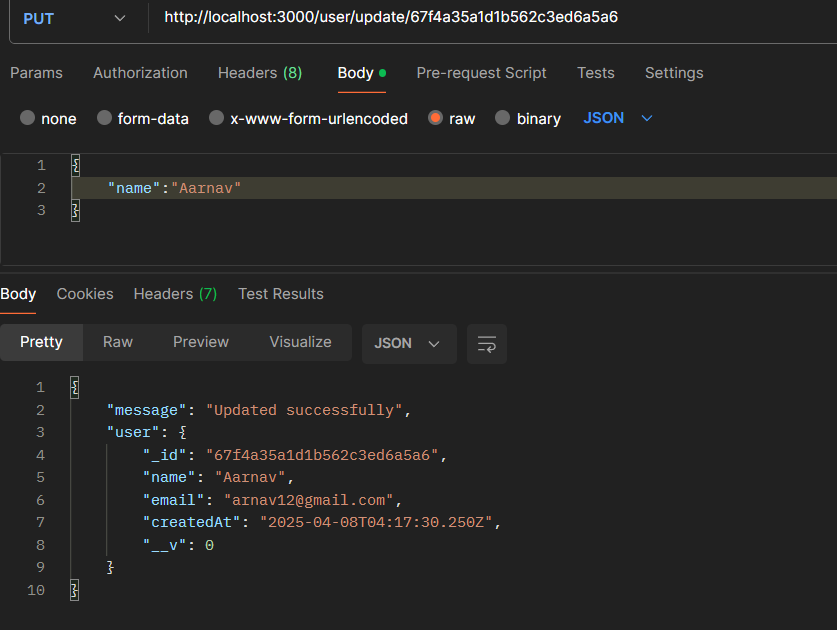 PUT http://localhost:3000/user/update/67f4a35a1d1b562c3ed6a5a6
Params Authorization Headers (8) Body Pre-request Script Tests Settings
none form-data x-www-form-urlencoded raw binary JSON
1 {
2 "name":"Aarnav"
3 }
Body Cookies Headers (7) Test Results
Pretty Raw Preview Visualize JSON
1 {
2 "message": "Updated successfully",
3 "user": {
4 "_id": "67f4a35a1d1b562c3ed6a5a6",
5 "name": "Aarnav",
6 "email": "arnav12@gmail.com",
7 "createdAt": "2025-04-08T04:17:30.250Z",
8 "__v": 0
9 }
10 }